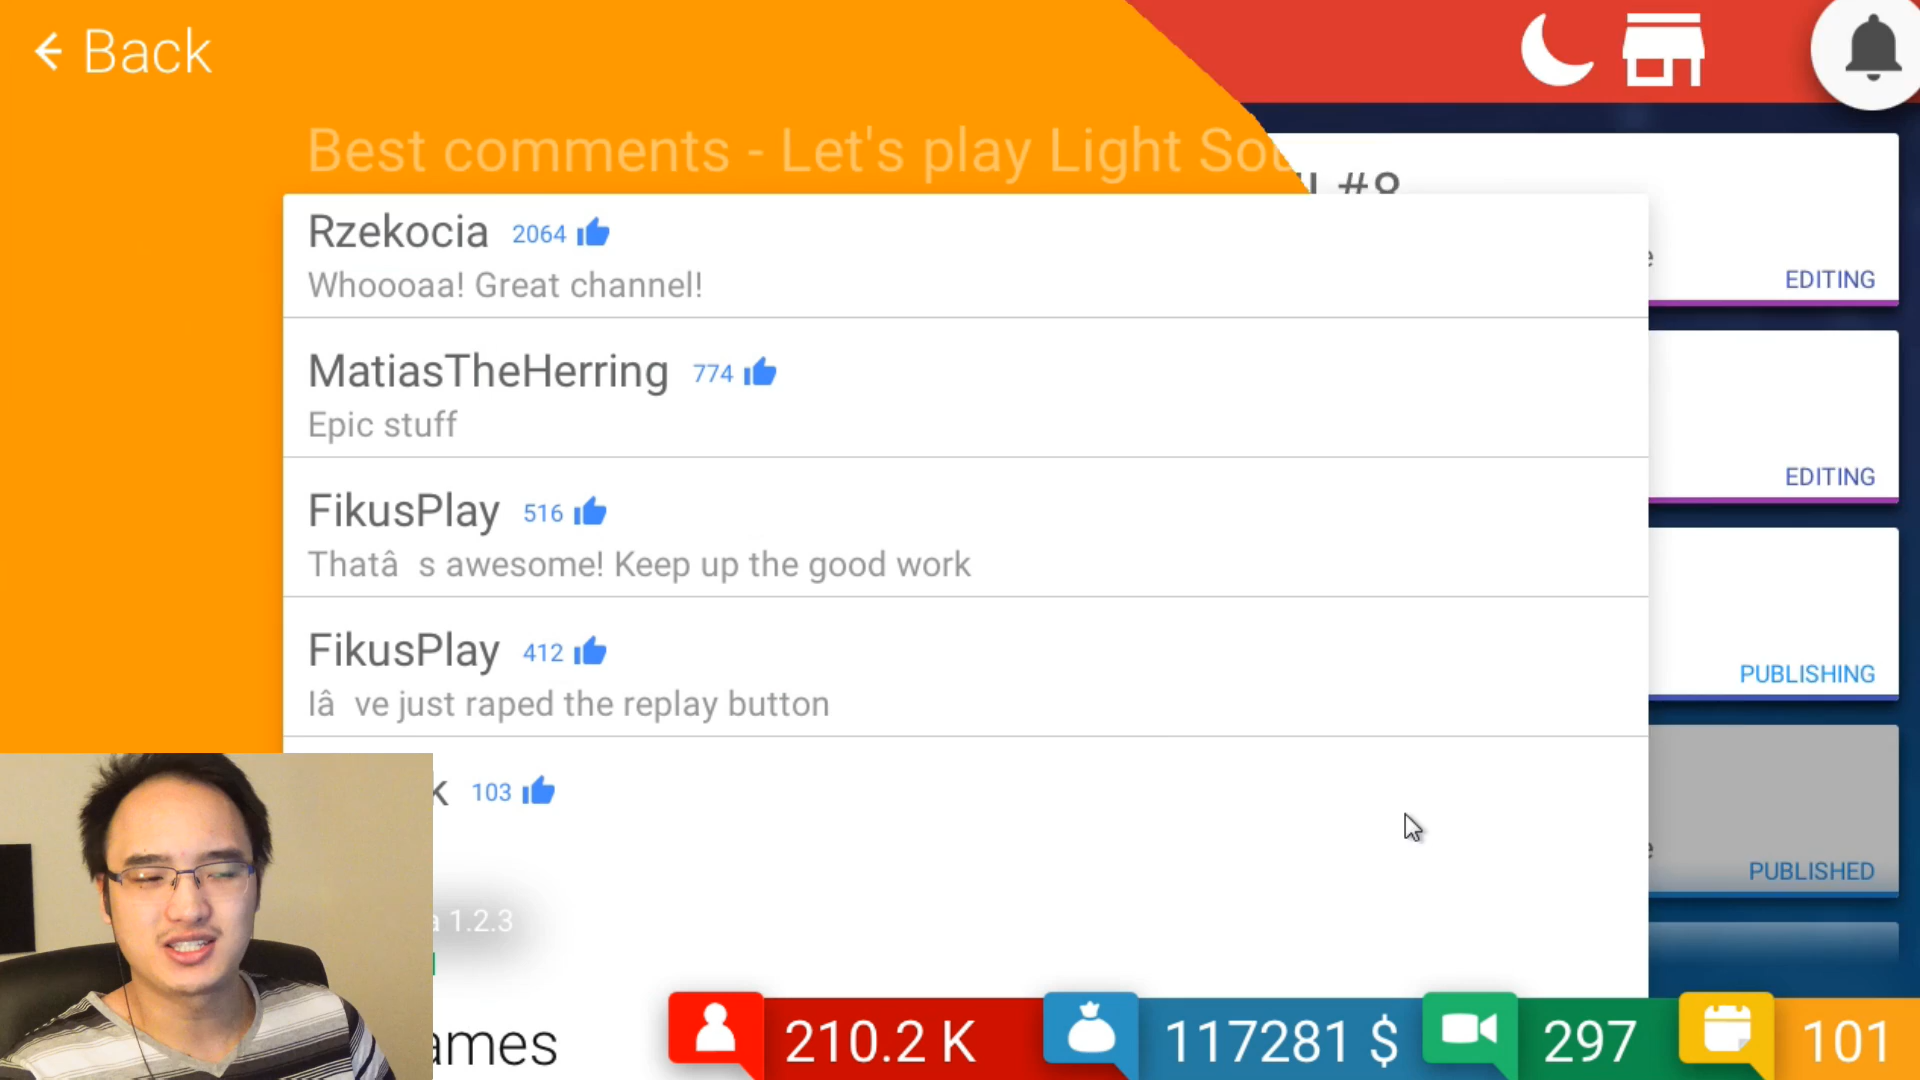 Back
Best comments - Let's play Light Sou
#8
Rzekocia 2064
Whoooaa! Great channel!
EDITING
MatiasTheHerring 774
Epic stuff
EDITING
FikusPlay 516
Thatâ s awesome! Keep up the good work
FikusPlay 412
PUBLISHING
Iâ ve just raped the replay button
k 103
PUBLISHED
a 1.2.3
ames
210.2 K
117281 $
297
101